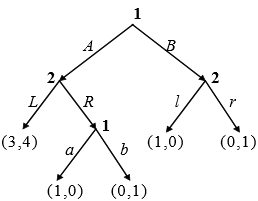 1
A B
2 2
L R l r
(3,4) 1 (1,0) (0,1)
a b
(1,0) (0,1)